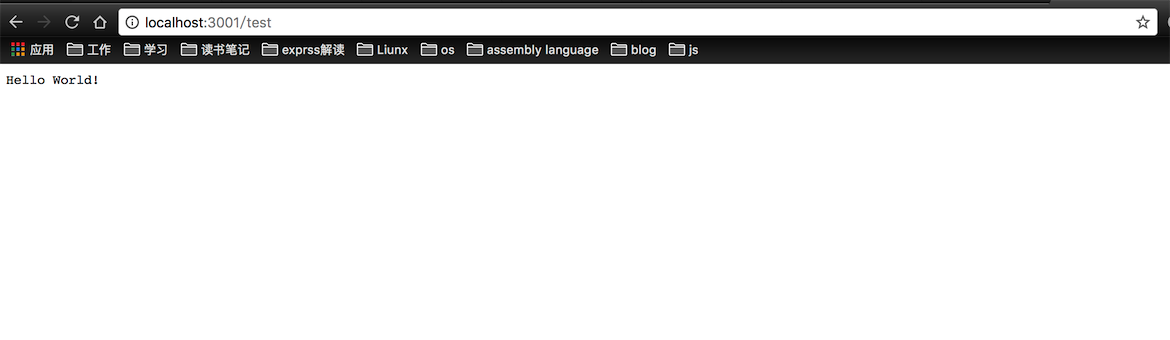 localhost:3001/test
应用 工作 学习 读书笔记 exprss解读 Liunx os assembly language blog js
Hello World!